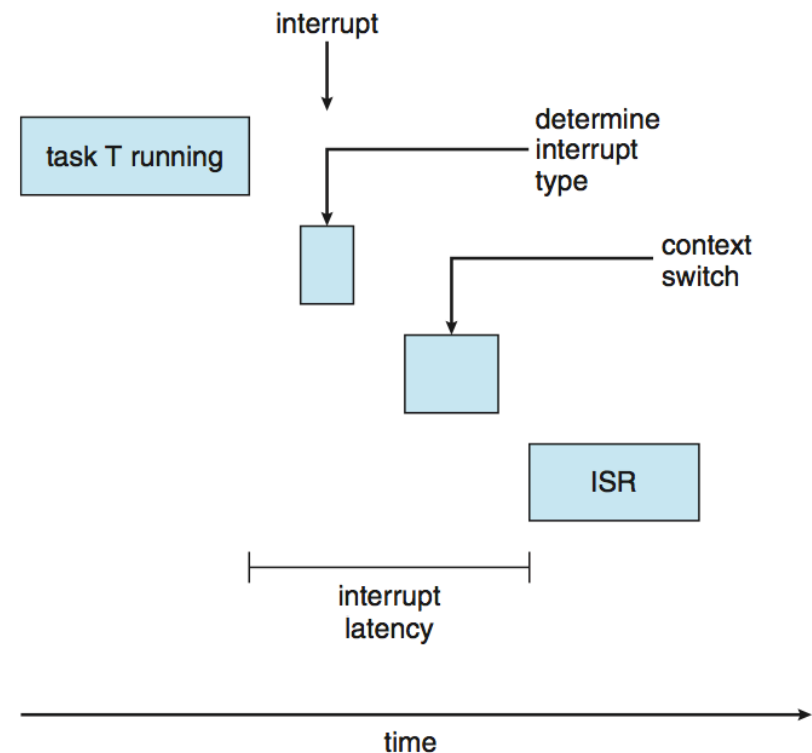 interrupt
task T running
determine
interrupt
type
context
switch
ISR
interrupt
latency
time